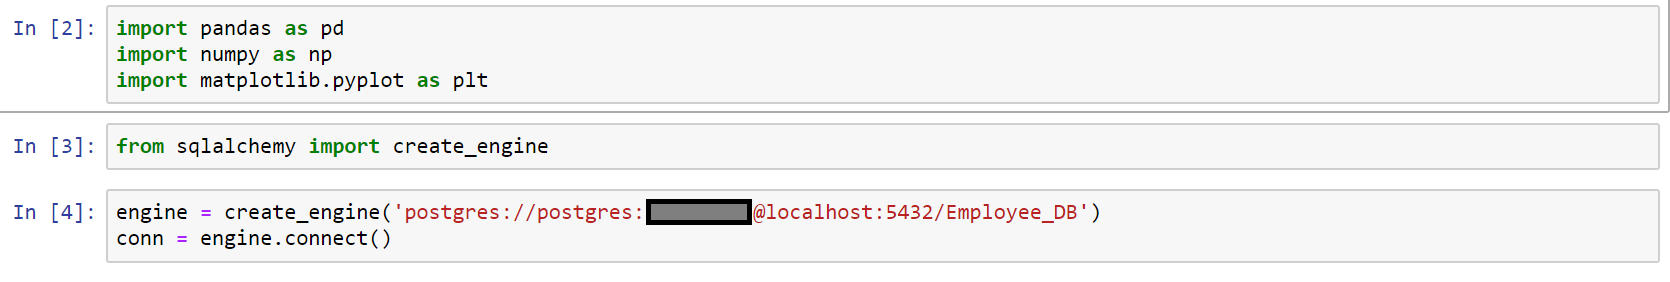 In [2]: import pandas as pd
import numpy as np
import matplotlib.pyplot as plt
In [3]: from sqlalchemy import create_engine
In [4]: engine = create_engine('postgres://postgres:@localhost:5432/Employee_DB')
conn = engine.connect()